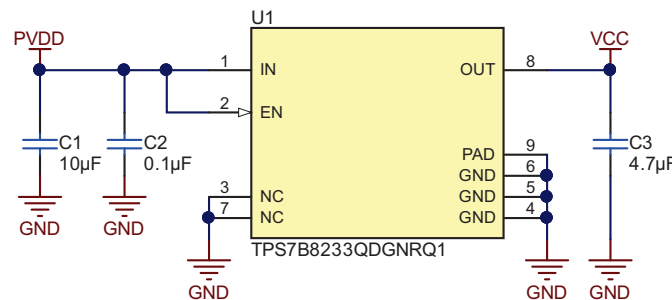 U1
PVDD
VCC
1 IN OUT 8
2 EN
C1
10µF
C2
0.1µF
C3
4.7µF
PAD 9
GND 6
3 NC GND 5
7 NC GND 4
GND
GND
TPS7B8233QDGNRQ1
GND
GND
GND